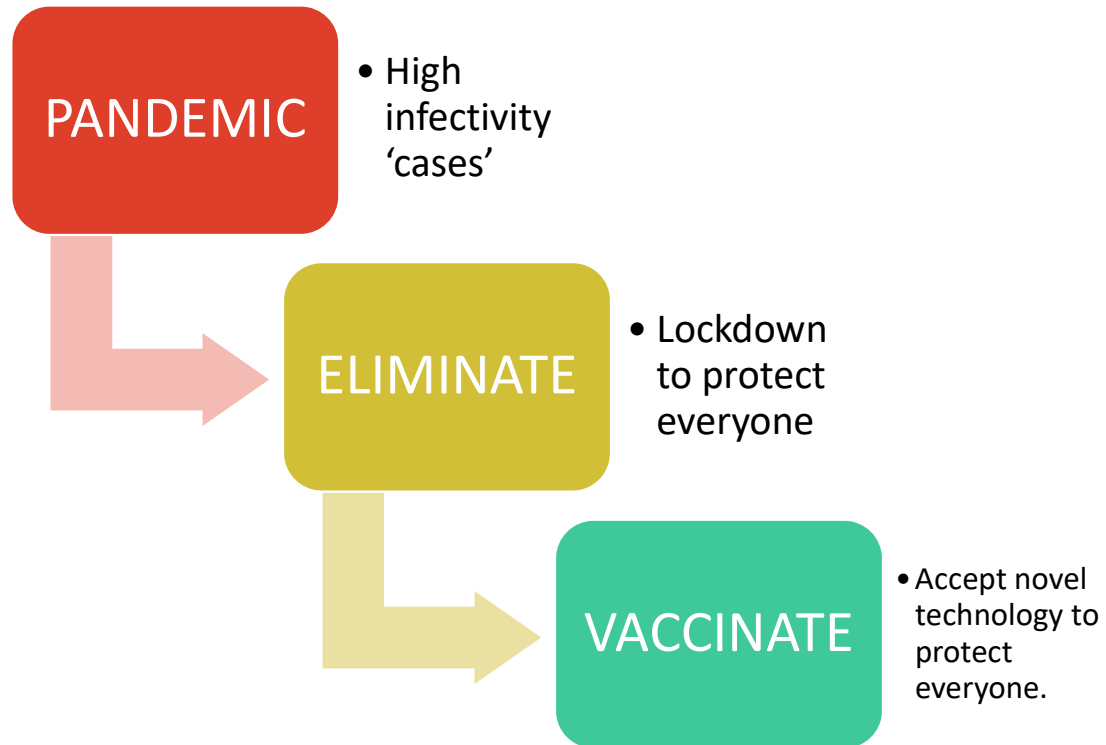 PANDEMIC
• High
infectivity
‘cases’
ELIMINATE
• Lockdown
to protect
everyone
VACCINATE
• Accept novel
technology to
protect
everyone.